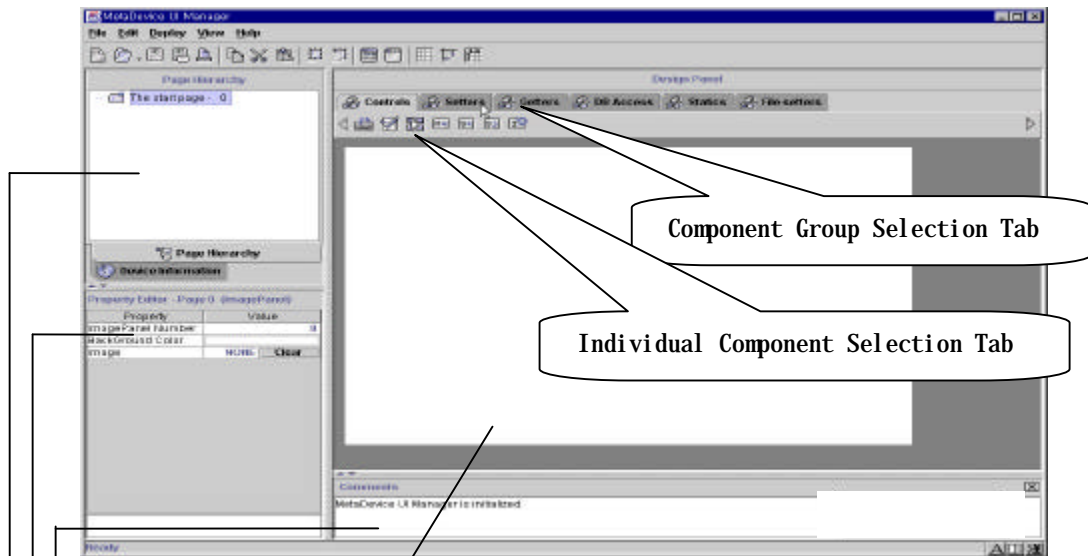 MetaDevice UI Manager
File Edit Deploy View Help
Page Hierarchy
Design Panel
The startpage - 0
Controls Setters Getters DB Access Statics File-setters
Component Group Selection Tab
Page Hierarchy
Device Information
Property Editor - Page 0 (ImagePanel)
Property Value
ImagePanel Number 0
BackGround Color
Image NONE Clear
Individual Component Selection Tab
Comments
MetaDevice UI Manager is initialized.
Ready